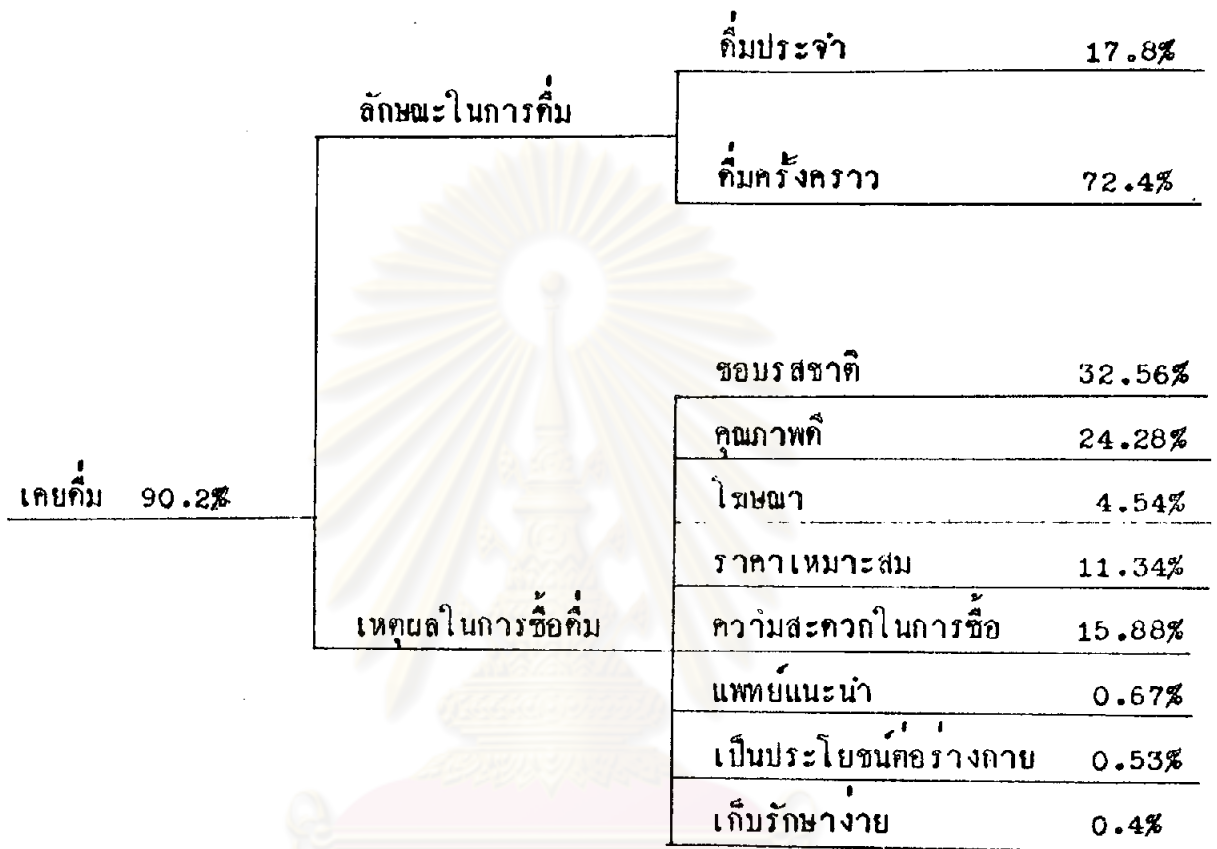 ดื่มประจำ 17.8%
ลักษณะในการดื่ม
ดื่มครั้งคราว 72.4%
ชอบรสชาติ 32.56%
คุณภาพดี 24.28%
เคยดื่ม 90.2%
โฆษณา 4.54%
ราคาเหมาะสม 11.34%
เหตุผลในการซื้อดื่ม
ความสะดวกในการซื้อ 15.88%
แพทย์แนะนำ 0.67%
เป็นประโยชน์ต่อร่างกาย 0.53%
เก็บรักษาง่าย 0.4%